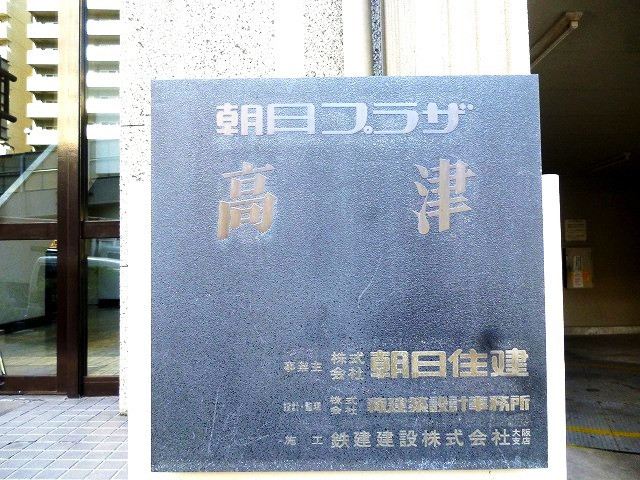 朝日プラザ
高津
事業主 株式会社 朝日住建
設計・監理 株式会社 建築設計事務所
施工 鉄建建設株式会社 大阪支店